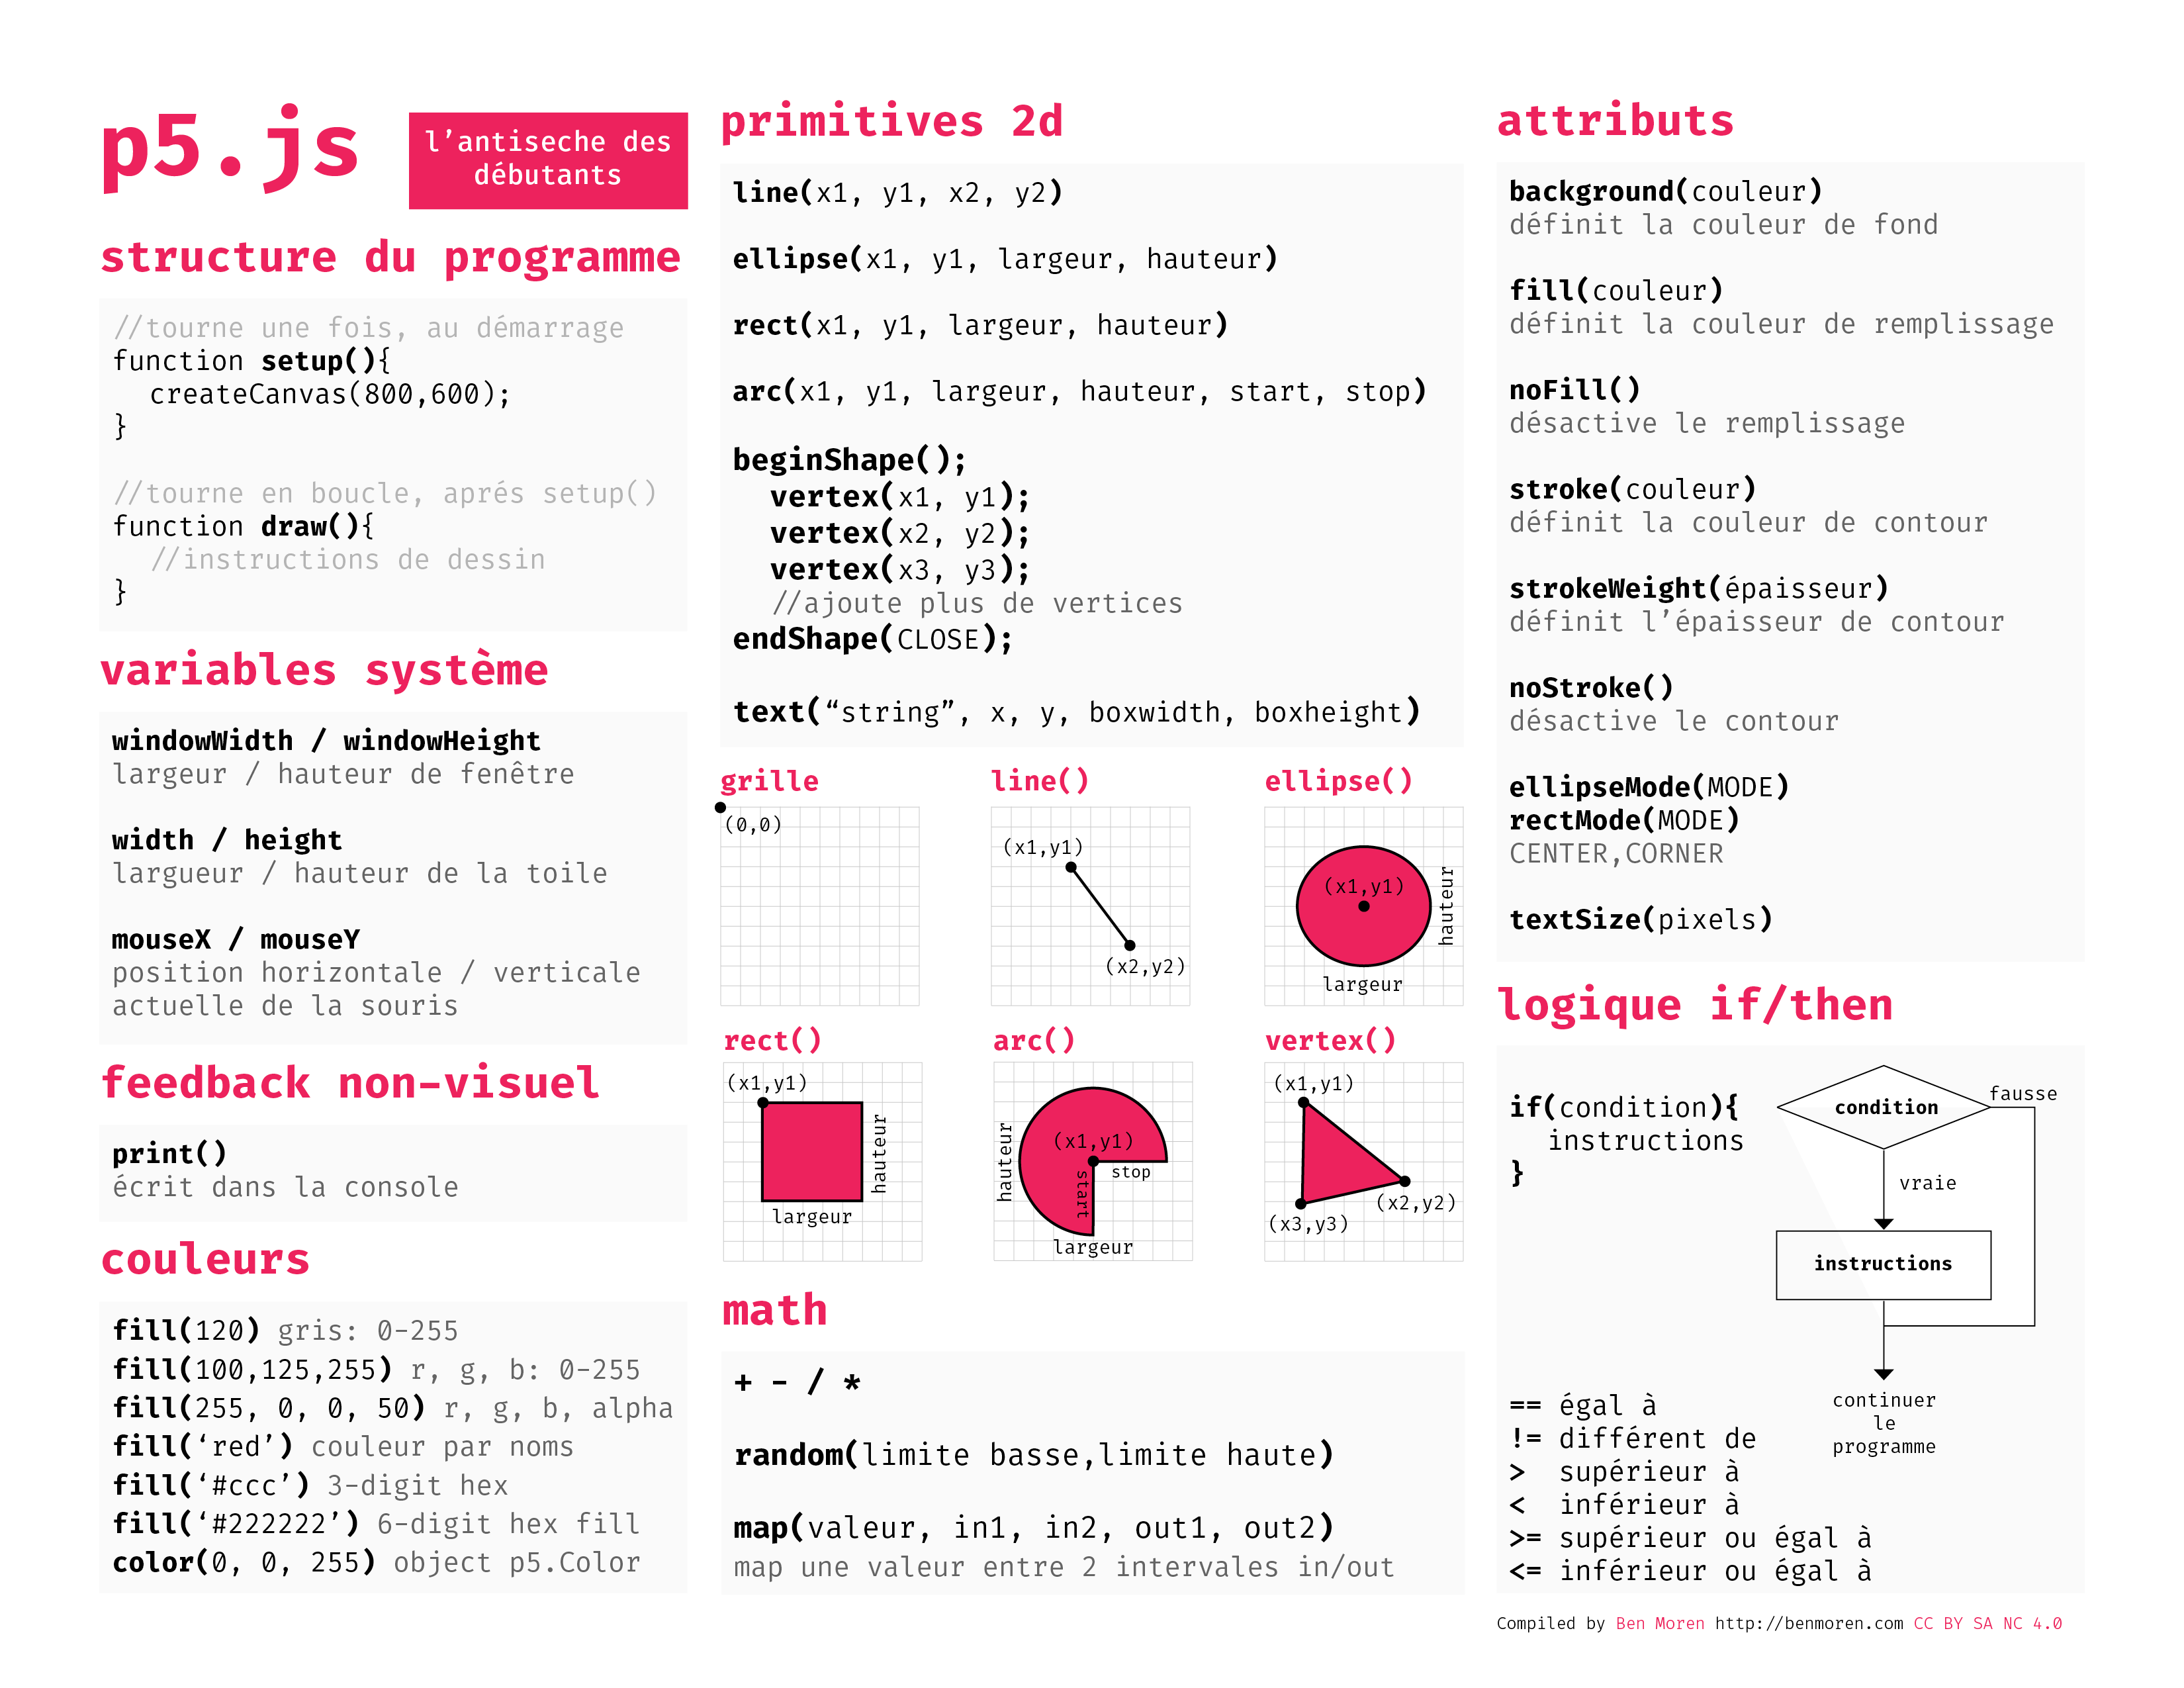 p5.js
l’antiseche des
débutants
structure du programme
//tourne une fois, au démarrage
function setup(){
createCanvas(800,600);
}
//tourne en boucle, aprés setup()
function draw(){
//instructions de dessin
}
variables système
windowWidth / windowHeight
largeur / hauteur de fenêtre
width / height
largueur / hauteur de la toile
mouseX / mouseY
position horizontale / verticale
actuelle de la souris
feedback non-visuel
print()
écrit dans la console
couleurs
fill(120) gris: 0-255
fill(100,125,255) r, g, b: 0-255
fill(255, 0, 0, 50) r, g, b, alpha
fill(‘red’) couleur par noms
fill(‘#ccc’) 3-digit hex
fill(‘#222222’) 6-digit hex fill
color(0, 0, 255) object p5.Color
primitives 2d
line(x1, y1, x2, y2)
ellipse(x1, y1, largeur, hauteur)
rect(x1, y1, largeur, hauteur)
arc(x1, y1, largeur, hauteur, start, stop)
beginShape();
vertex(x1, y1);
vertex(x2, y2);
vertex(x3, y3);
//ajoute plus de vertices
endShape(CLOSE);
text(“string”, x, y, boxwidth, boxheight)
grille
(0,0)
line()
(x1,y1)
(x2,y2)
ellipse()
(x1,y1)
hauteur
largeur
rect()
(x1,y1)
hauteur
largeur
arc()
hauteur
(x1,y1)
stop
start
largeur
vertex()
(x1,y1)
(x2,y2)
(x3,y3)
math
+ - / *
random(limite basse,limite haute)
map(valeur, in1, in2, out1, out2)
map une valeur entre 2 intervales in/out
attributs
background(couleur)
définit la couleur de fond
fill(couleur)
définit la couleur de remplissage
noFill()
désactive le remplissage
stroke(couleur)
définit la couleur de contour
strokeWeight(épaisseur)
définit l’épaisseur de contour
noStroke()
désactive le contour
ellipseMode(MODE)
rectMode(MODE)
CENTER,CORNER
textSize(pixels)
logique if/then
if(condition){
instructions
}
condition
fausse
vraie
instructions
continuer
le
programme
== égal à
!= différent de
> supérieur à
< inférieur à
>= supérieur ou égal à
<= inférieur ou égal à
Compiled by Ben Moren http://benmoren.com CC BY SA NC 4.0